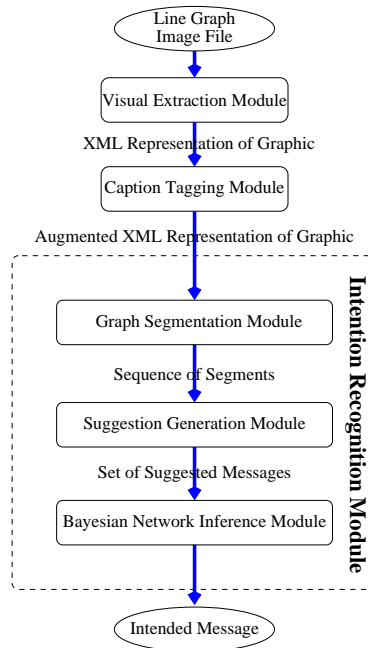 Line Graph
Image File
Visual Extraction Module
XML Representation of Graphic
Caption Tagging Module
Augmented XML Representation of Graphic
Intention Recognition Module
Graph Segmentation Module
Sequence of Segments
Suggestion Generation Module
Set of Suggested Messages
Bayesian Network Inference Module
Intended Message